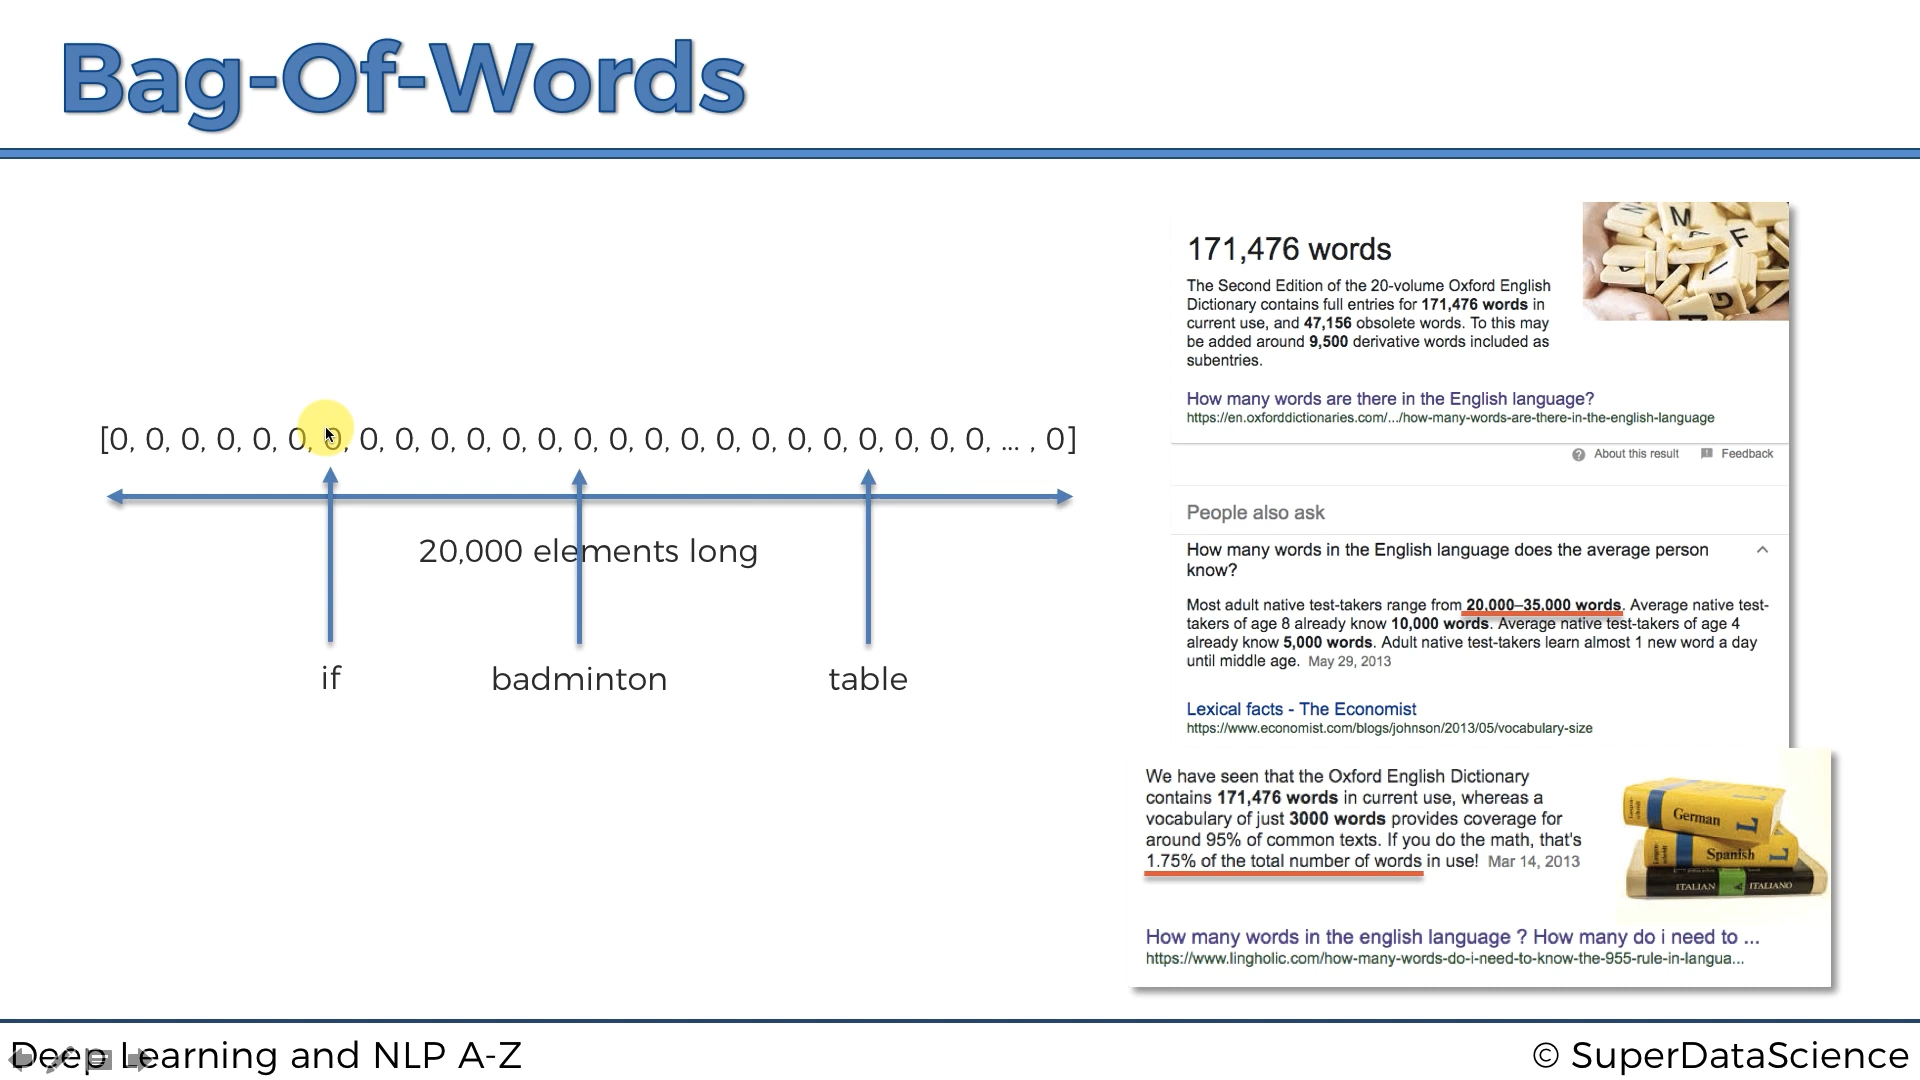 Bag-Of-Words
[0, 0, 0, 0, 0, 0, 0, 0, 0, 0, 0, 0, 0, 0, 0, 0, 0, 0, 0, 0, 0, 0, 0, 0, 0, ... , 0]
20,000 elements long
if
badminton
table
171,476 words
The Second Edition of the 20-volume Oxford English
Dictionary contains full entries for 171,476 words in
current use, and 47,156 obsolete words. To this may
be added around 9,500 derivative words included as
subentries.
How many words are there in the English language?
https://en.oxforddictionaries.com/.../how-many-words-are-there-in-the-english-language
About this result
Feedback
People also ask
How many words in the English language does the average person
know?
Most adult native test-takers range from 20,000–35,000 words. Average native test-
takers of age 8 already know 10,000 words. Average native test-takers of age 4
already know 5,000 words. Adult native test-takers learn almost 1 new word a day
until middle age. May 29, 2013
Lexical facts - The Economist
https://www.economist.com/blogs/johnson/2013/05/vocabulary-size
We have seen that the Oxford English Dictionary
contains 171,476 words in current use, whereas a
vocabulary of just 3000 words provides coverage for
around 95% of common texts. If you do the math, that's
1.75% of the total number of words in use! Mar 14, 2013
German
Spanish
ITALIAN
ITALIANO
How many words in the english language ? How many do i need to ...
https://www.lingholic.com/how-many-words-do-i-need-to-know-the-955-rule-in-langua...
Deep Learning and NLP A-Z
© SuperDataScience